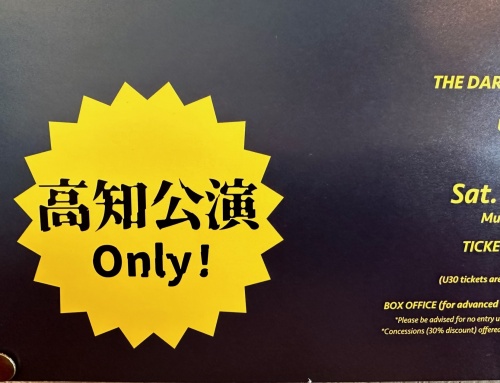 高知公演
Only!
THE DAR
Sat.
Mu
TICKE
(U30 tickets are
BOX OFFICE (for advanced
*Please be advised for no entry u
*Concessions (30% discount) offere